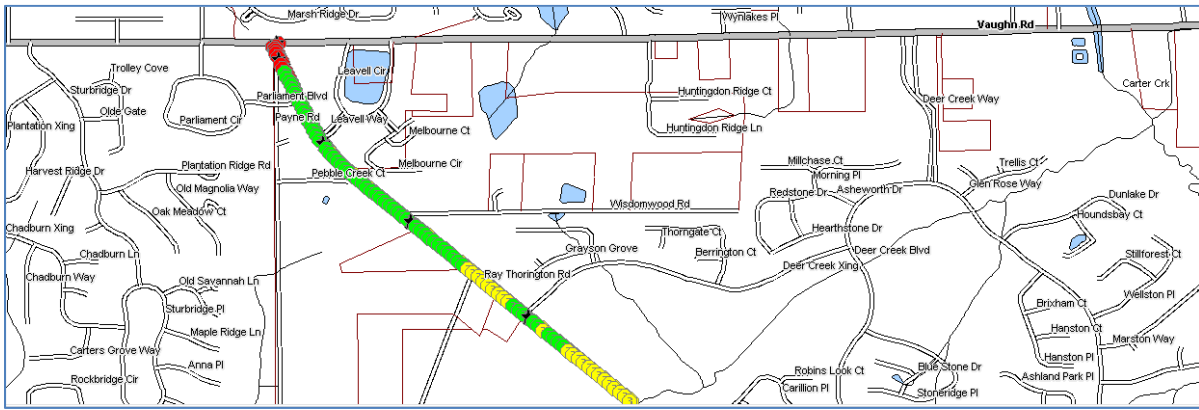 Marsh Ridge Dr
Wynlakes Pl
Vaughn Rd
Trolley Cove
Leavell Cir
Sturbridge Dr
Carter Crk
Parliament Blvd
Huntingdon Ridge Ct
Deer Creek Way
Olde Gate
Payne Rd
Leavell Way
Plantation Xing
Parliament Cir
Melbourne Ct
Huntingdon Ridge Ln
Plantation Ridge Rd
Melbourne Cir
Millchase Ct
Trellis Ct
Harvest Ridge Dr
Pebble Creek Ct
Morning Pl
Glen Rose Way
Old Magnolia Way
Redstone Dr
Asheworth Dr
Dunlake Dr
Oak Meadow Ct
Wisdomwood Rd
Houndsbay Ct
Chadburn Xing
Thorngate Ct
Hearthstone Dr
Grayson Grove
Berrington Ct
Deer Creek Blvd
Chadburn Ln
Stillforest Ct
Deer Creek Xing
Chadburn Way
Old Savannah Ln
Ray Thorington Rd
Wellston Pl
Sturbridge Pl
Brixham Ct
Maple Ridge Ln
Hanston Ct
Marston Way
Carters Grove Way
Hanston Pl
Anna Pl
Blue Stone Dr
Robins Look Ct
Ashland Park Pl
Rockbridge Cir
Carillion Pl
Stoneridge Pl